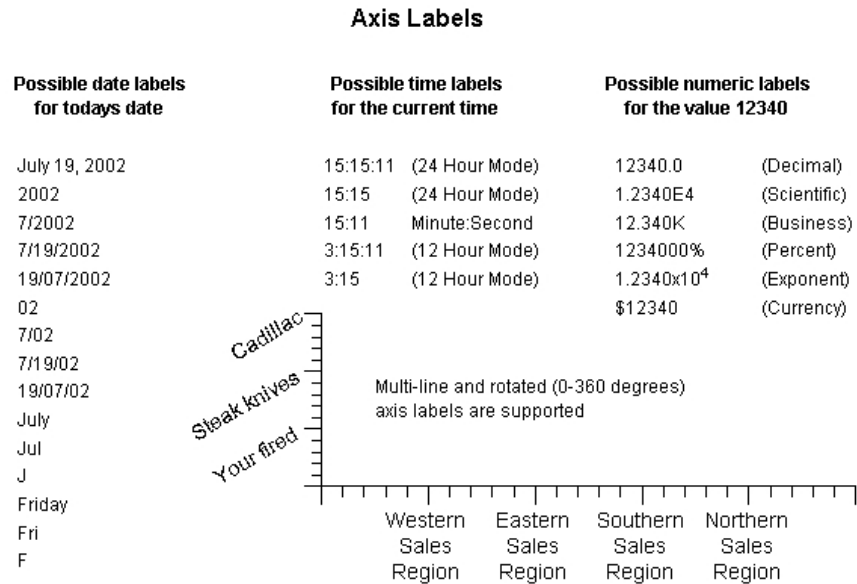 Axis Labels
Possible date labels
for todays date
July 19, 2002
2002
7/2002
7/19/2002
19/07/2002
02
7/02
7/19/02
19/07/02
July
Jul
J
Friday
Fri
F
Possible time labels
for the current time
15:15:11 (24 Hour Mode)
15:15 (24 Hour Mode)
15:11 Minute:Second
3:15:11 (12 Hour Mode)
3:15 (12 Hour Mode)
Possible numeric labels
for the value 12340
12340.0 (Decimal)
1.2340E4 (Scientific)
12.340K (Business)
1234000% (Percent)
1.2340x10⁴ (Exponent)
$12340 (Currency)
Cadillac
Steak knives
Your fired
Multi-line and rotated (0-360 degrees)
axis labels are supported
Western
Sales
Region
Eastern
Sales
Region
Southern
Sales
Region
Northern
Sales
Region